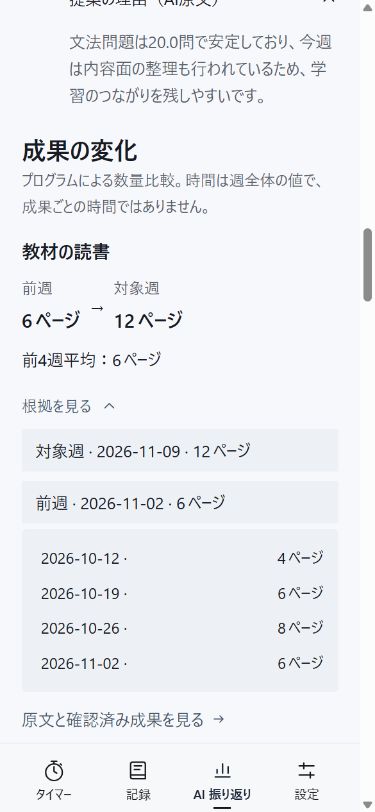 提案の理由（AI原文）
文法問題は20.0問で安定しており、今週
は内容面の整理も行われているため、学
習のつながりを残しやすいです。
成果の変化
プログラムによる数量比較。時間は週全体の値で、
成果ごとの時間ではありません。
教材の読書
前週 対象週
6ページ → 12ページ
前4週平均：6ページ
根拠を見る
対象週 · 2026-11-09 · 12ページ
前週 · 2026-11-02 · 6ページ
2026-10-12 · 4ページ
2026-10-19 · 6ページ
2026-10-26 · 8ページ
2026-11-02 · 6ページ
原文と確認済み成果を見る →
タイマー 記録 AI 振り返り 設定